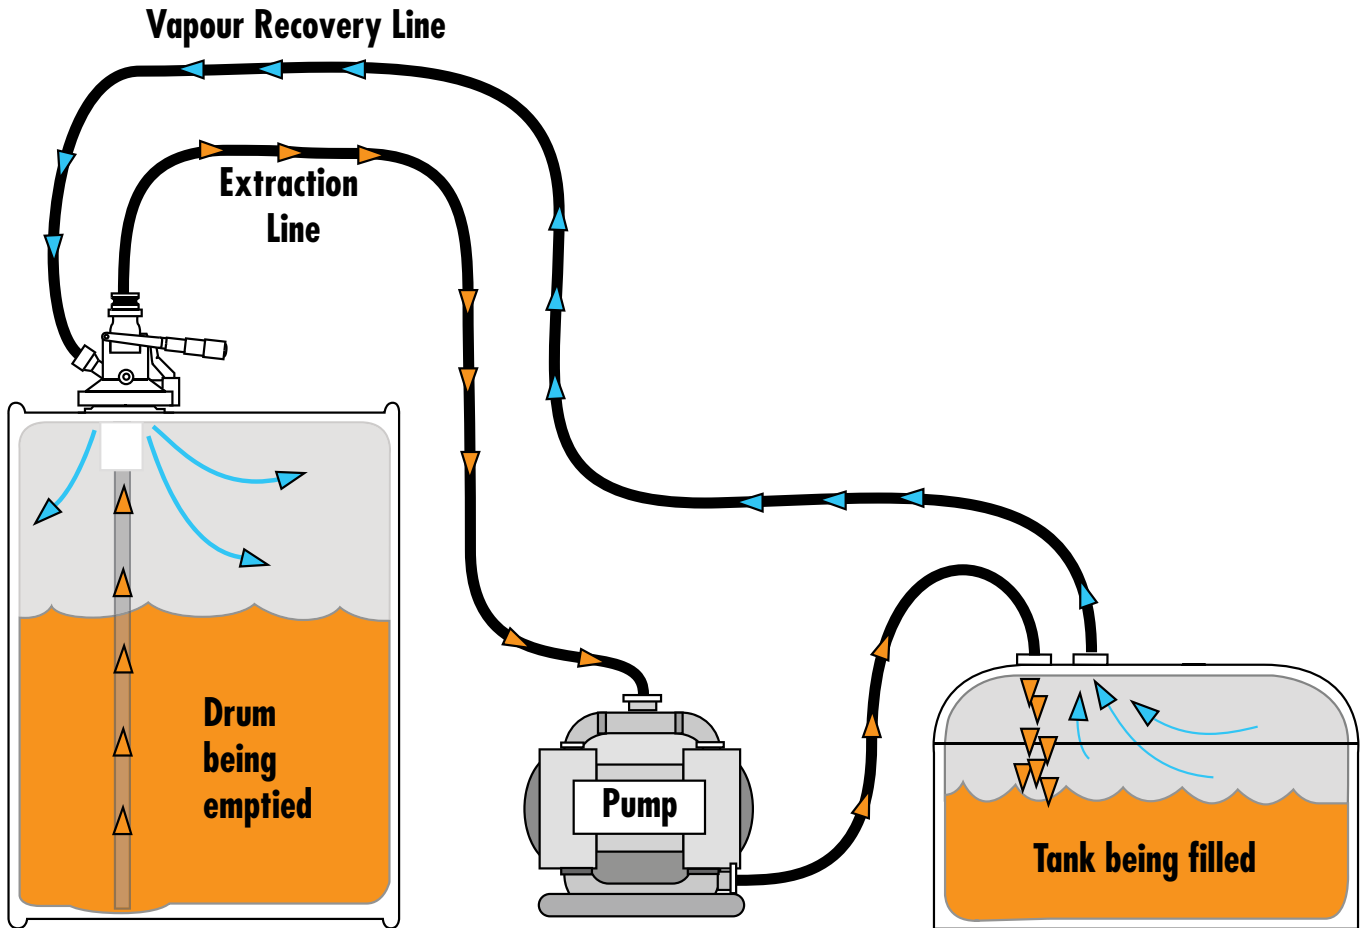 Vapour Recovery Line
Extraction
Line
Drum
being
emptied
Pump
Tank being filled